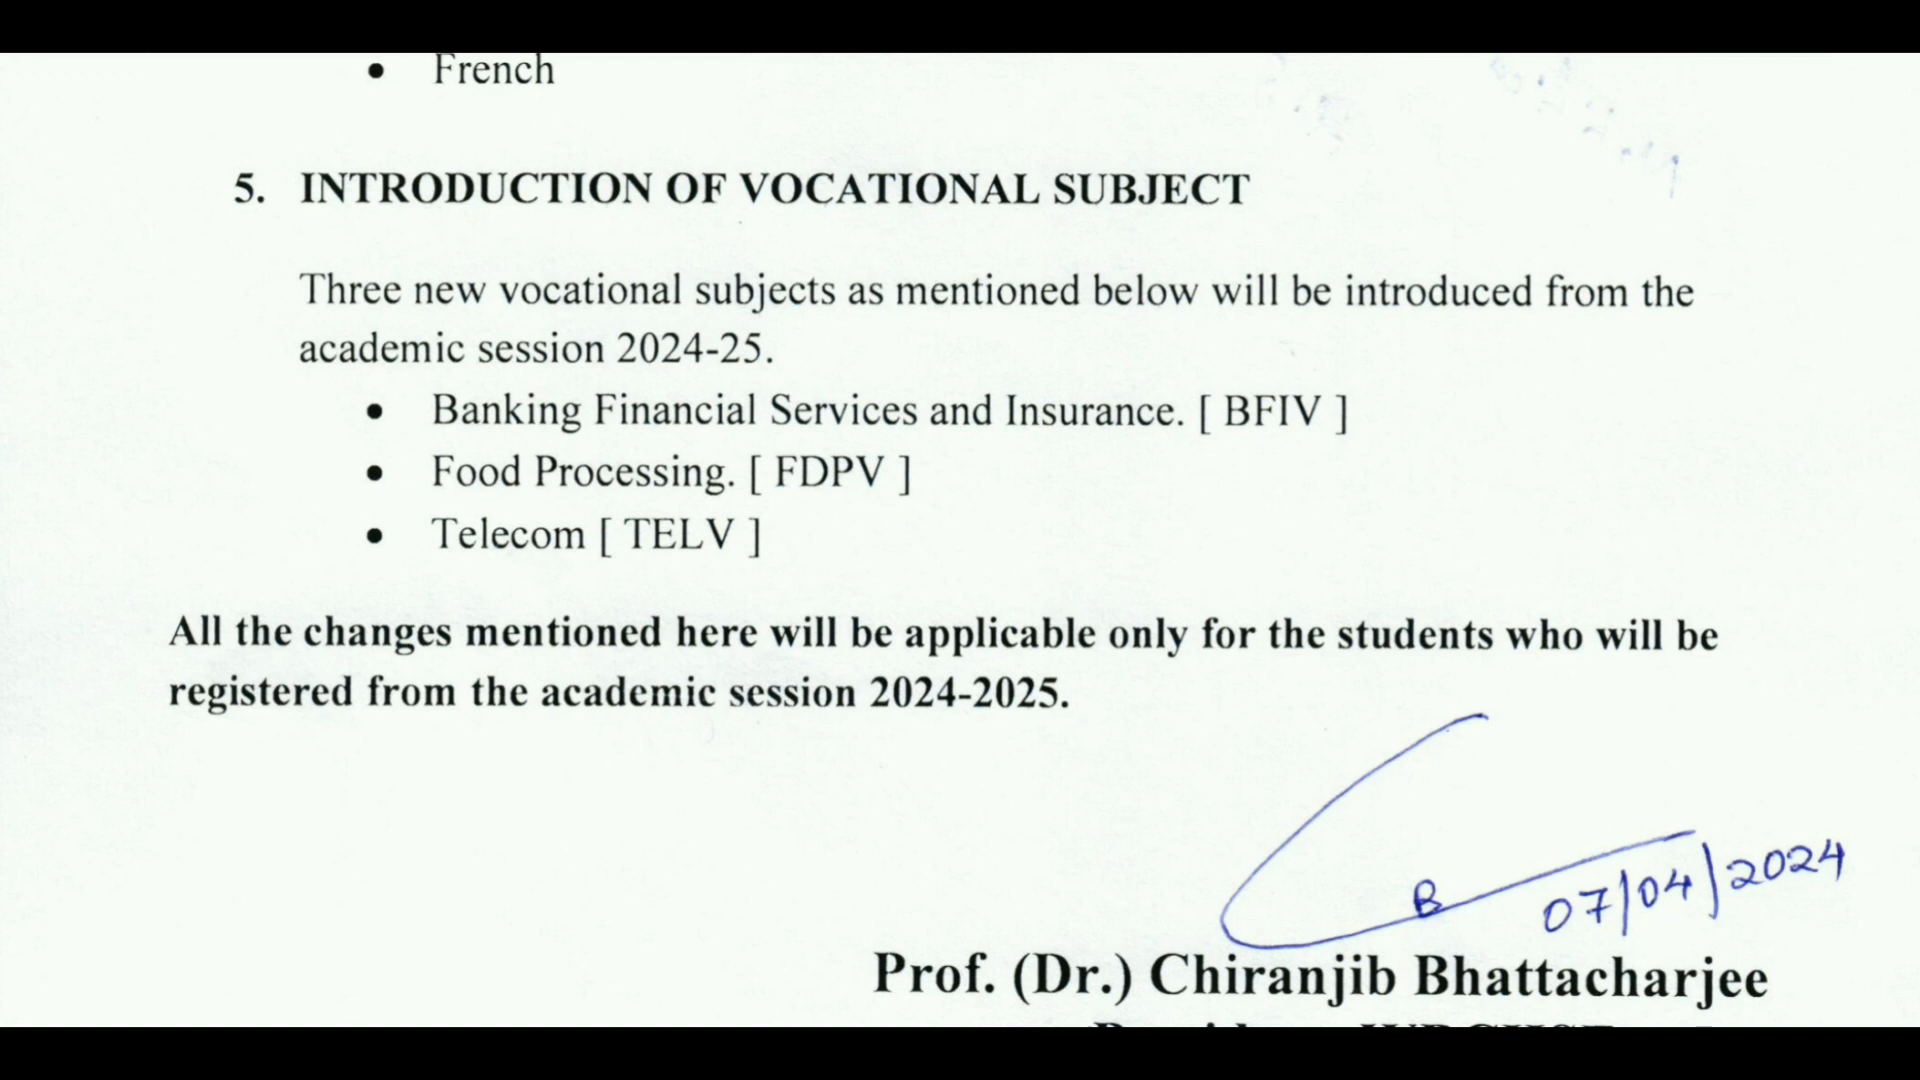 • French
5. INTRODUCTION OF VOCATIONAL SUBJECT
Three new vocational subjects as mentioned below will be introduced from the
academic session 2024-25.
• Banking Financial Services and Insurance. [ BFIV ]
• Food Processing. [ FDPV ]
• Telecom [ TELV ]
All the changes mentioned here will be applicable only for the students who will be
registered from the academic session 2024-2025.
B 07/04/2024
Prof. (Dr.) Chiranjib Bhattacharjee